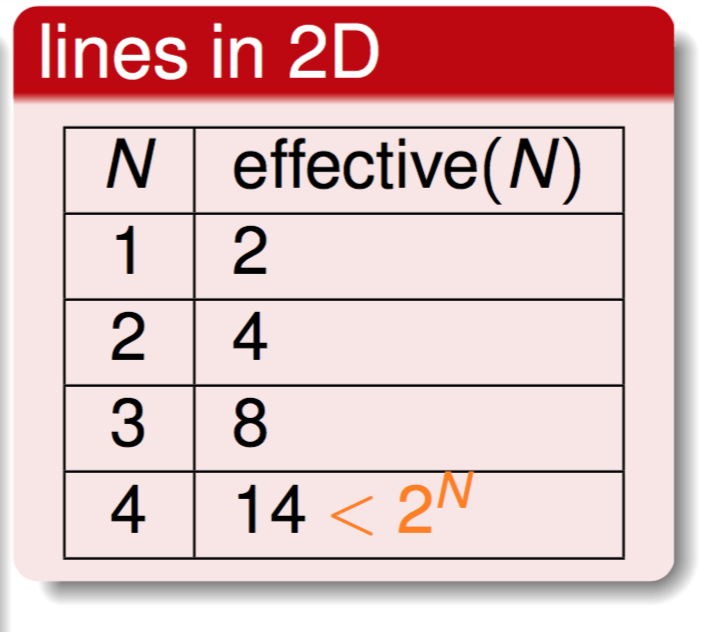 lines in 2D
N effective(N)
1 2
2 4
3 8
4 14 < 2^N